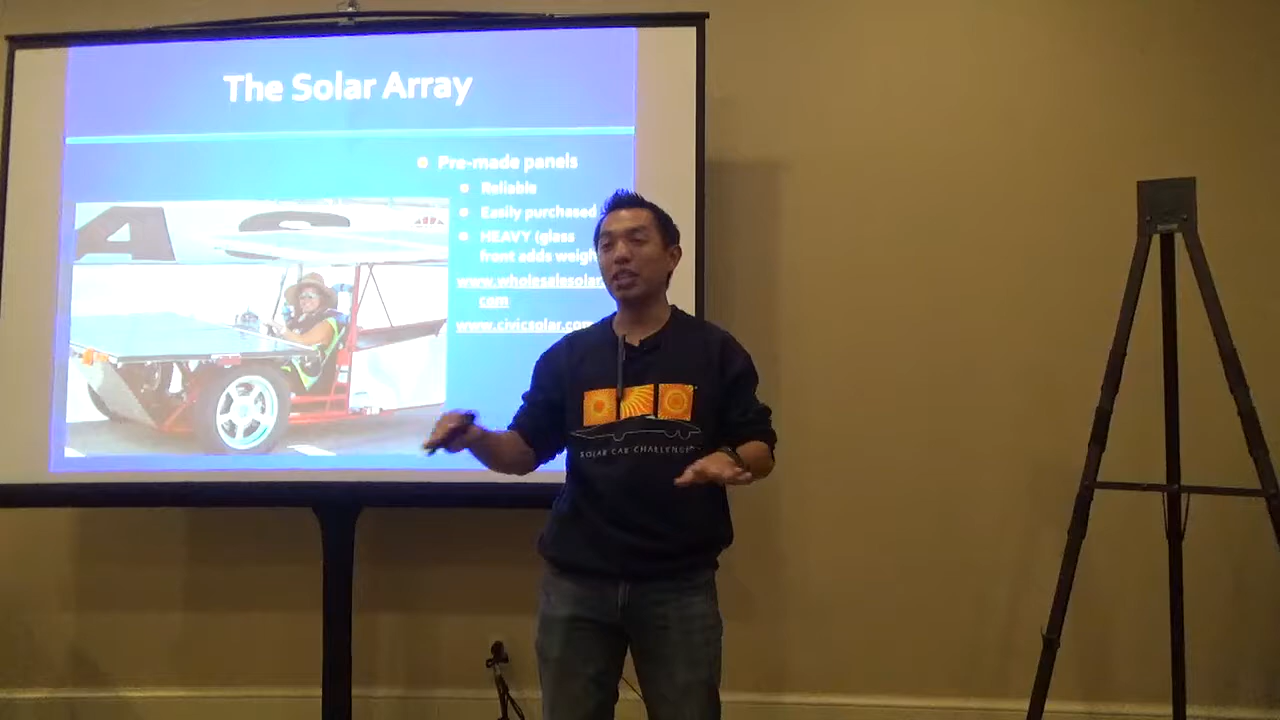 The Solar Array
Pre-made panels
Reliable
Easily purchased
HEAVY (glass
front adds weigh
www.wholesalesolar.
com
www.civicsolar.com
A
SOLAR CAR CHALLENGE